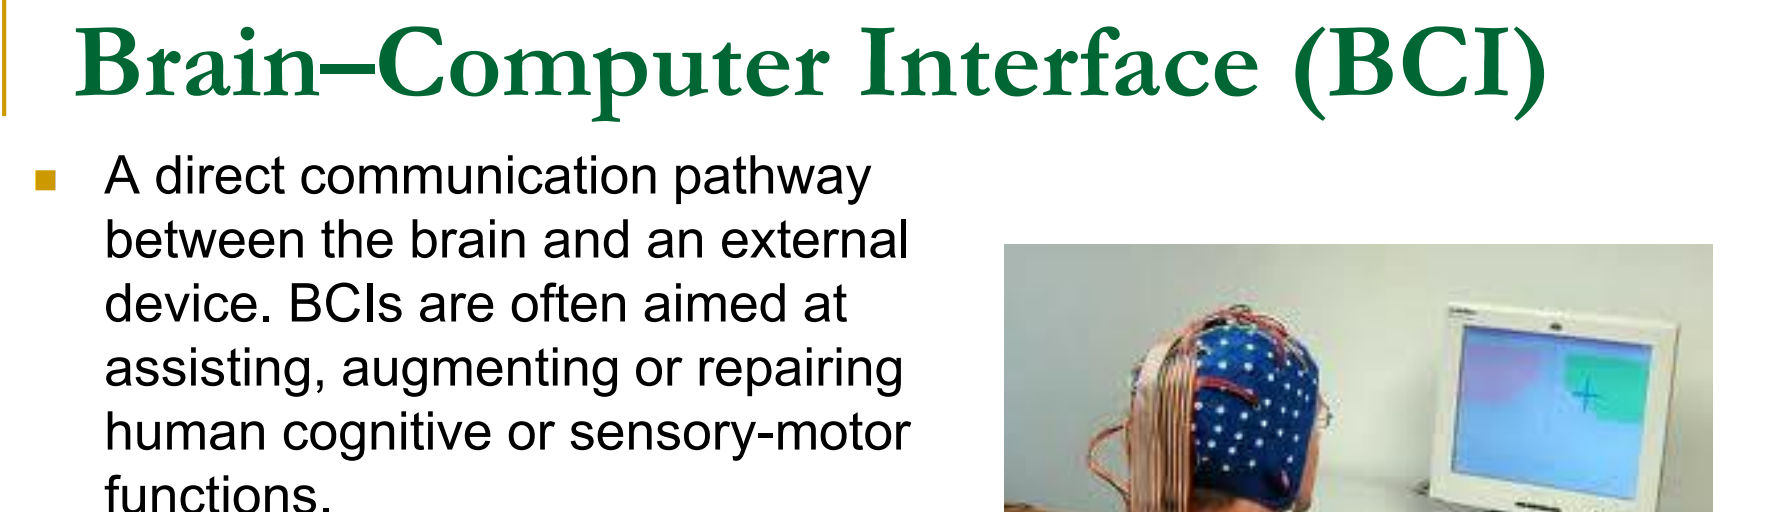 Brain–Computer Interface (BCI)
A direct communication pathway
between the brain and an external
device. BCIs are often aimed at
assisting, augmenting or repairing
human cognitive or sensory-motor
functions.